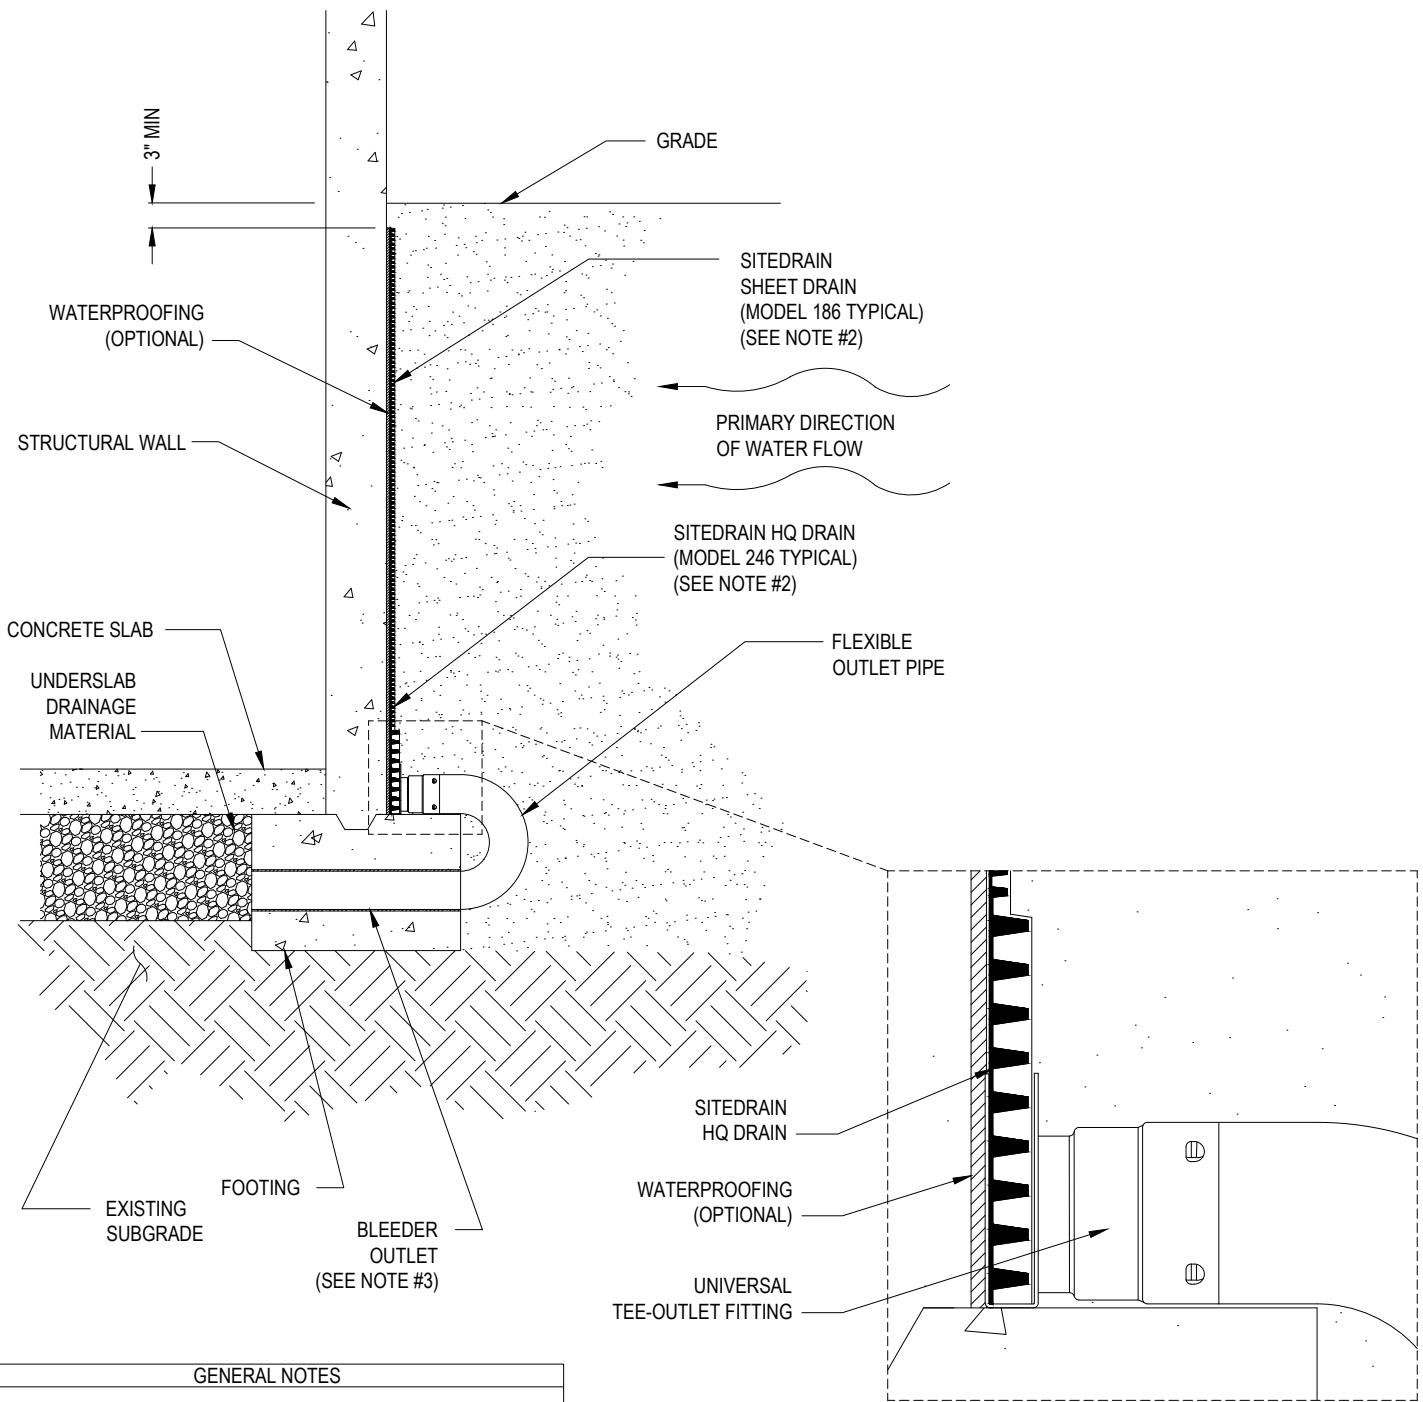 3" MIN
GRADE
SITEDRAIN
SHEET DRAIN
(MODEL 186 TYPICAL)
(SEE NOTE #2)
WATERPROOFING
(OPTIONAL)
PRIMARY DIRECTION
OF WATER FLOW
STRUCTURAL WALL
SITEDRAIN HQ DRAIN
(MODEL 246 TYPICAL)
(SEE NOTE #2)
CONCRETE SLAB
FLEXIBLE
OUTLET PIPE
UNDERSLAB
DRAINAGE
MATERIAL
SITEDRAIN
HQ DRAIN
WATERPROOFING
(OPTIONAL)
FOOTING
EXISTING
SUBGRADE
BLEEDER
OUTLET
(SEE NOTE #3)
UNIVERSAL
TEE-OUTLET FITTING
GENERAL NOTES